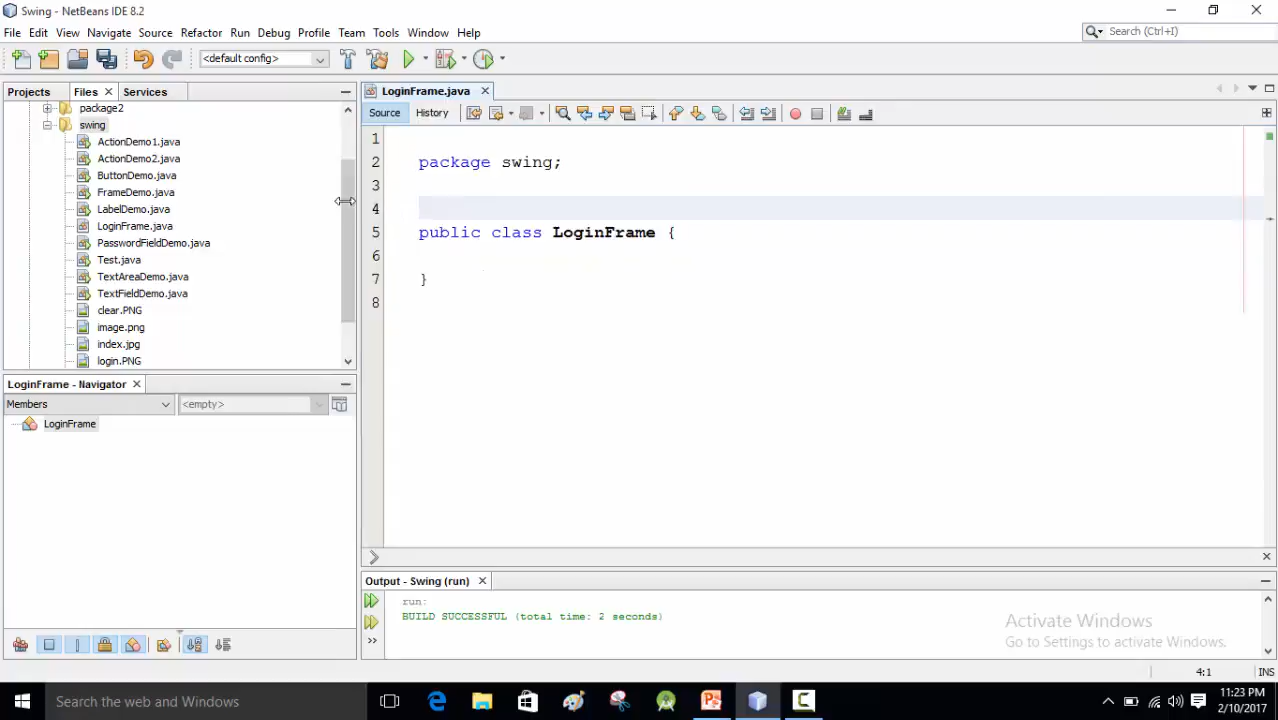 Swing - NetBeans IDE 8.2
File Edit View Navigate Source Refactor Run Debug Profile Team Tools Window Help
Search (Ctrl+I)
<default config>
Projects Files Services
LoginFrame.java
package2
swing
ActionDemo1.java
ActionDemo2.java
ButtonDemo.java
FrameDemo.java
LabelDemo.java
LoginFrame.java
PasswordFieldDemo.java
Test.java
TextAreaDemo.java
TextFieldDemo.java
clear.PNG
image.png
index.jpg
login.PNG
Source History
1
2 package swing;
3
4
5 public class LoginFrame {
6
7 }
8
LoginFrame - Navigator
Members <empty>
LoginFrame
Output - Swing (run)
run:
BUILD SUCCESSFUL (total time: 2 seconds)
Activate Windows
Go to Settings to activate Windows.
4:1 INS
Search the web and Windows
11:23 PM
2/10/2017